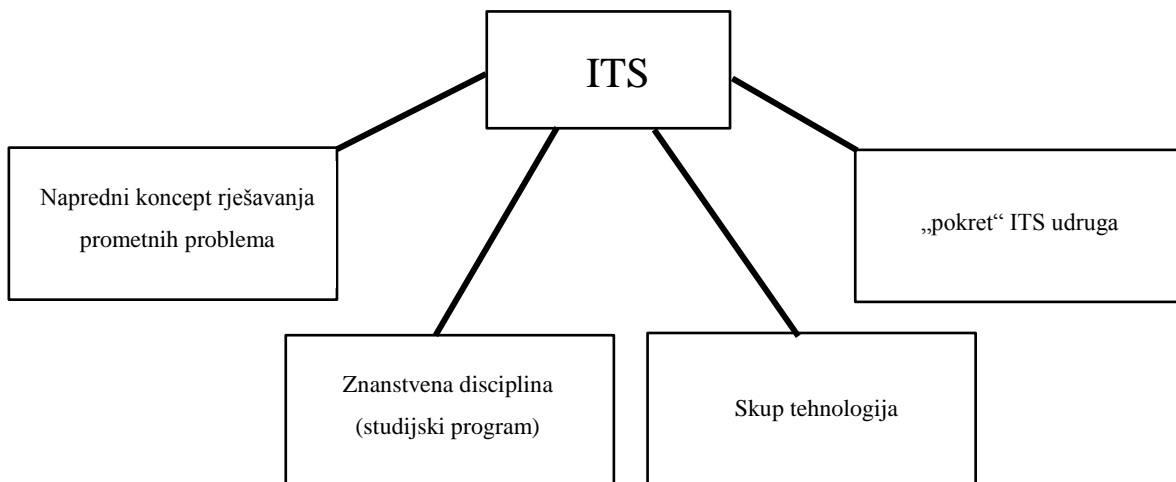 ITS
Napredni koncept rješavanja
prometnih problema
„pokret“ ITS udruga
Znanstvena disciplina
(studijski program)
Skup tehnologija